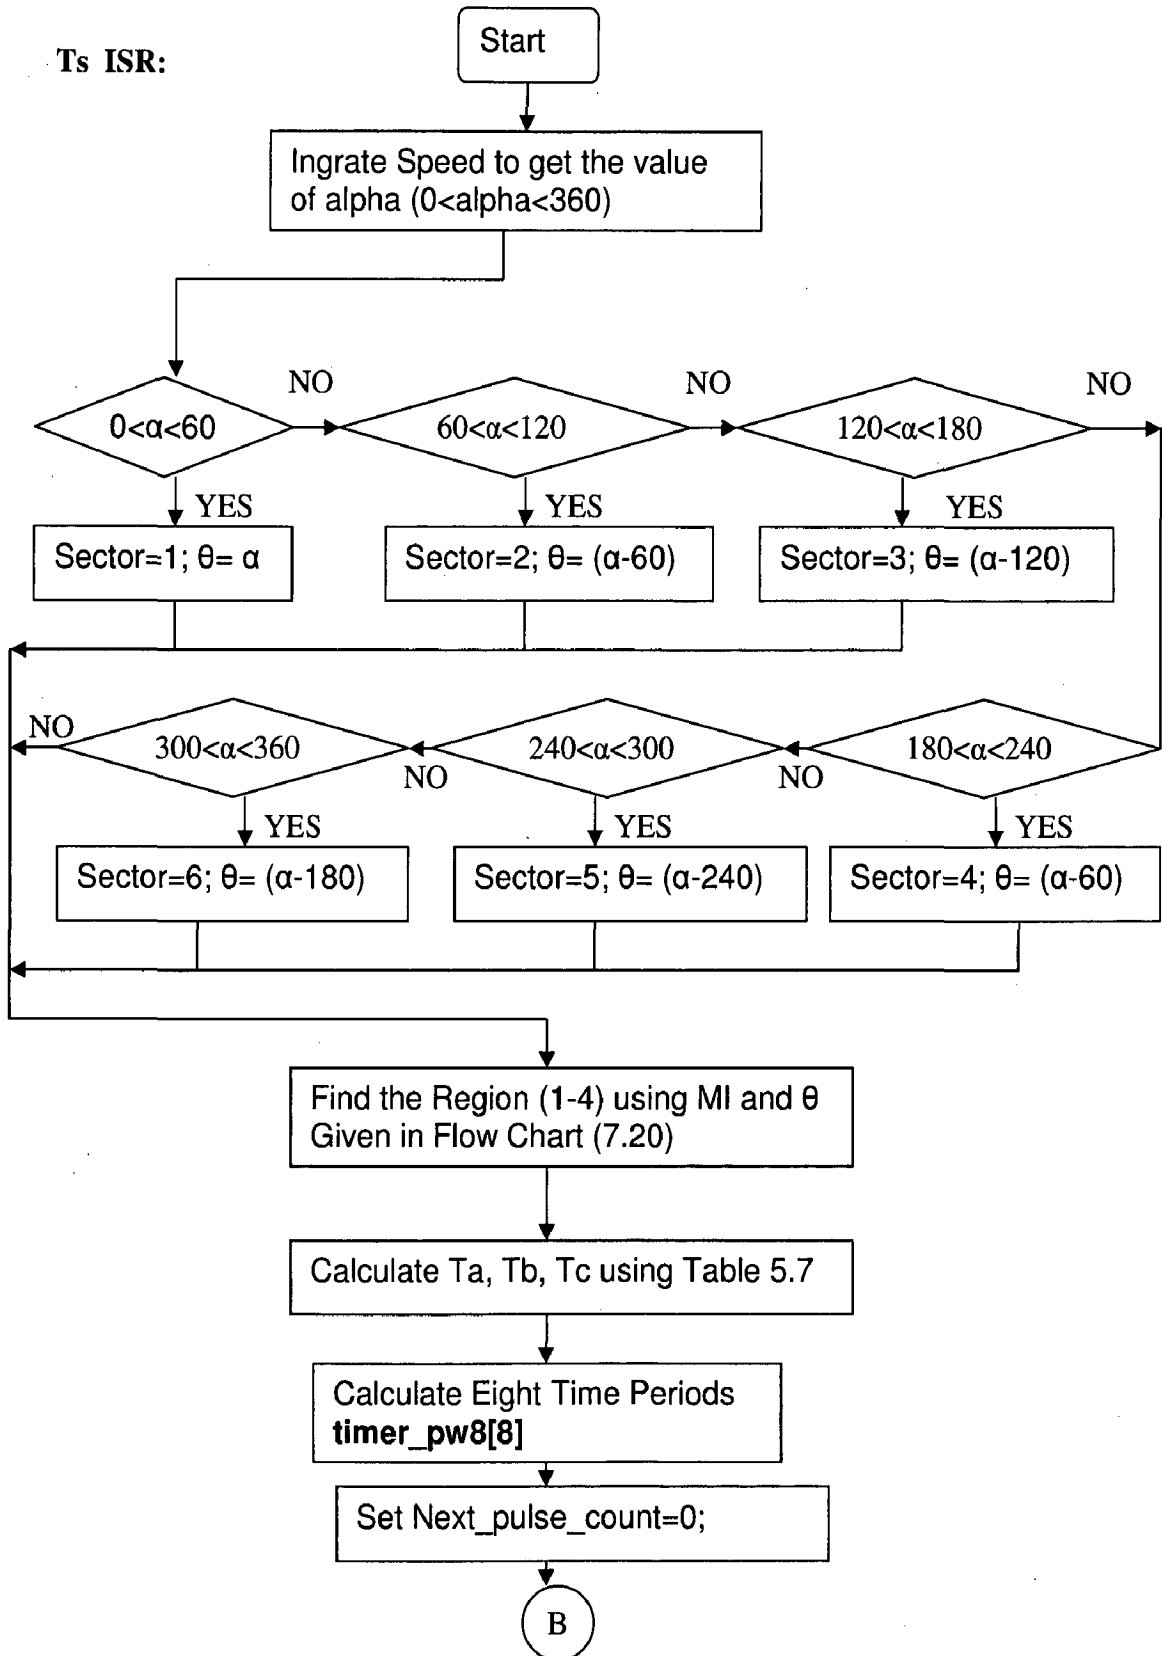 Ts ISR:
Start
Ingrate Speed to get the value
of alpha (0<alpha<360)
NO
NO
NO
0<α<60
60<α<120
120<α<180
YES
YES
YES
Sector=1; θ= α
Sector=2; θ= (α-60)
Sector=3; θ= (α-120)
NO
300<α<360
240<α<300
180<α<240
NO
NO
YES
YES
YES
Sector=6; θ= (α-180)
Sector=5; θ= (α-240)
Sector=4; θ= (α-60)
Find the Region (1-4) using MI and θ
Given in Flow Chart (7.20)
Calculate Ta, Tb, Tc using Table 5.7
Calculate Eight Time Periods
timer_pw8[8]
Set Next_pulse_count=0;
B